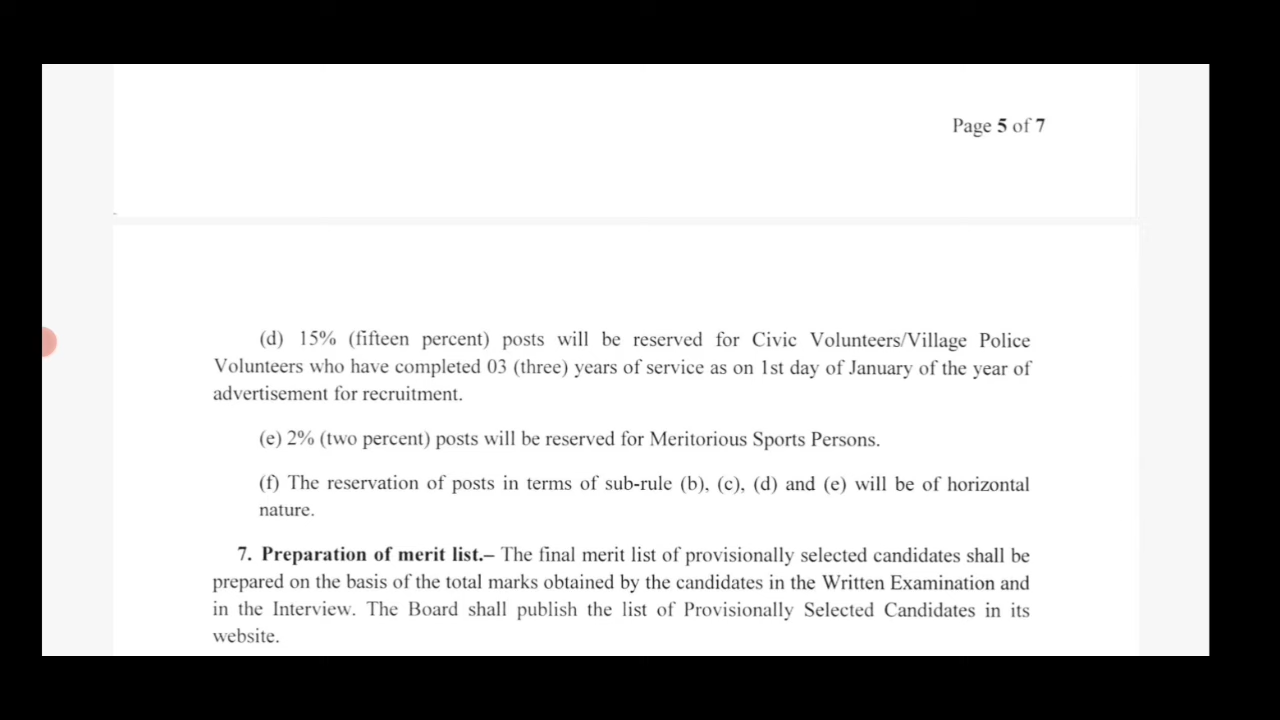 Page 5 of 7
(d) 15% (fifteen percent) posts will be reserved for Civic Volunteers/Village Police
Volunteers who have completed 03 (three) years of service as on 1st day of January of the year of
advertisement for recruitment.
(e) 2% (two percent) posts will be reserved for Meritorious Sports Persons.
(f) The reservation of posts in terms of sub-rule (b), (c), (d) and (e) will be of horizontal
nature.
7. Preparation of merit list.– The final merit list of provisionally selected candidates shall be
prepared on the basis of the total marks obtained by the candidates in the Written Examination and
in the Interview. The Board shall publish the list of Provisionally Selected Candidates in its
website.